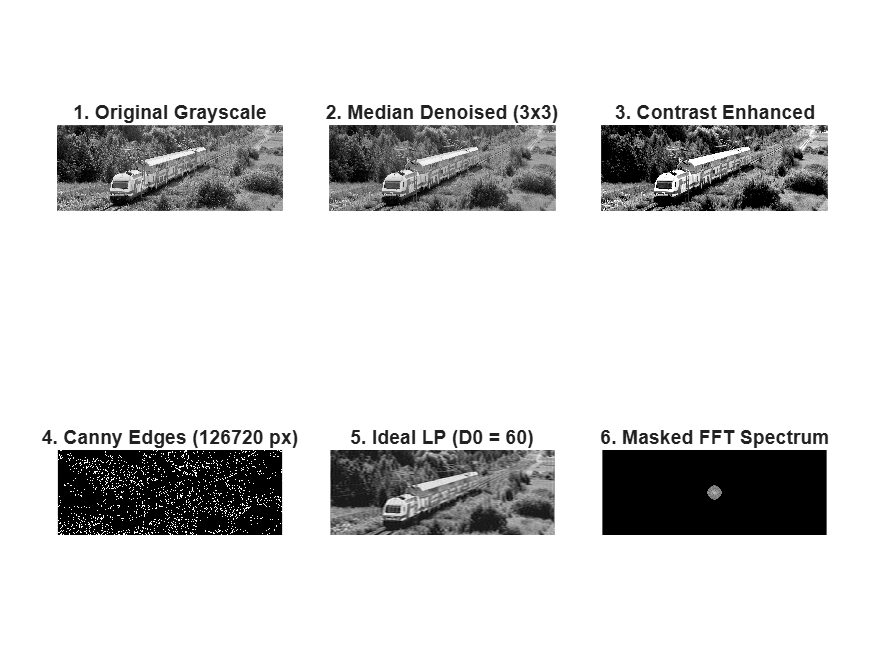 1. Original Grayscale
2. Median Denoised (3x3)
3. Contrast Enhanced
4. Canny Edges (126720 px)
5. Ideal LP (D0 = 60)
6. Masked FFT Spectrum